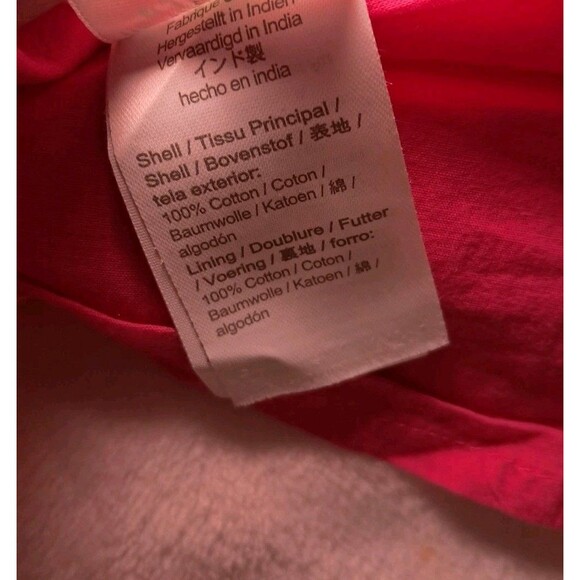 Fabriqué
Hergestellt in Indien
Vervaardigd in India
インド製
hecho en india
Shell / Tissu Principal /
Shell / Bovenstof / 表地 /
tela exterior:
100% Cotton / Coton /
Baumwolle / Katoen / 綿 /
algodón
Lining / Doublure / Futter
/ Voering / 裏地 / forro:
100% Cotton / Coton /
Baumwolle / Katoen / 綿 /
algodón